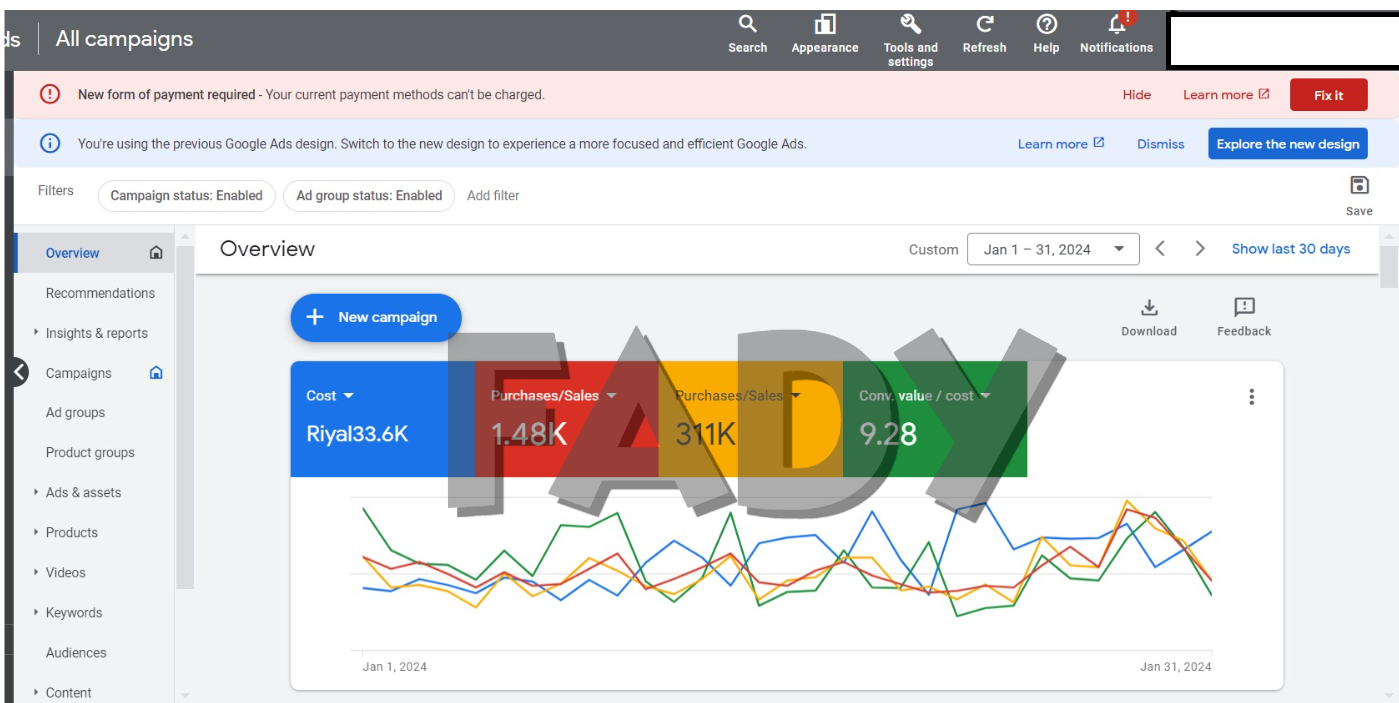 ds All campaigns
Search
Appearance
Tools and
settings
Refresh
Help
Notifications
New form of payment required - Your current payment methods can't be charged.
Hide
Learn more
Fix it
You're using the previous Google Ads design. Switch to the new design to experience a more focused and efficient Google Ads.
Learn more
Dismiss
Explore the new design
Filters
Campaign status: Enabled
Ad group status: Enabled
Add filter
Save
Overview
Recommendations
Insights & reports
Campaigns
Ad groups
Product groups
Ads & assets
Products
Videos
Keywords
Audiences
Content
Overview
Custom
Jan 1 – 31, 2024
Show last 30 days
New campaign
Download
Feedback
Cost
Riyal33.6K
Purchases/Sales
1.48K
Purchases/Sales
311K
Conv. value / cost
9.28
FADY
Jan 1, 2024
Jan 31, 2024